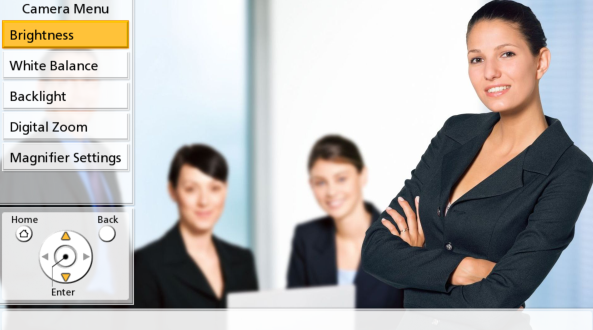 Camera Menu
Brightness
White Balance
Backlight
Digital Zoom
Magnifier Settings
Home
Back
Enter